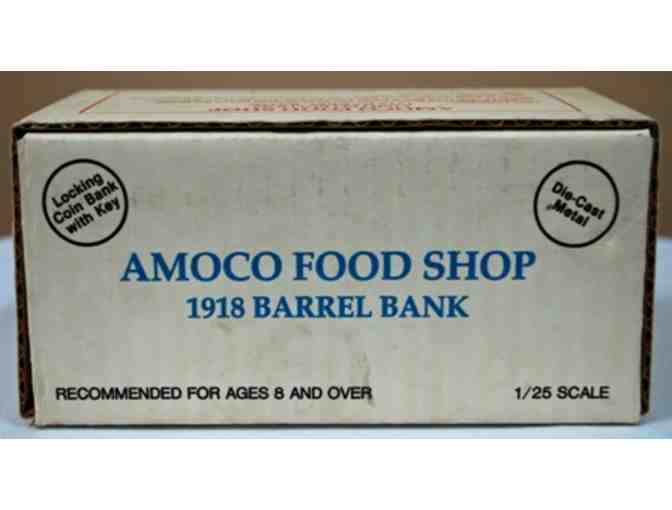 Locking
Coin Bank
with Key
Die-Cast
Metal
AMOCO FOOD SHOP
1918 BARREL BANK
RECOMMENDED FOR AGES 8 AND OVER
1/25 SCALE